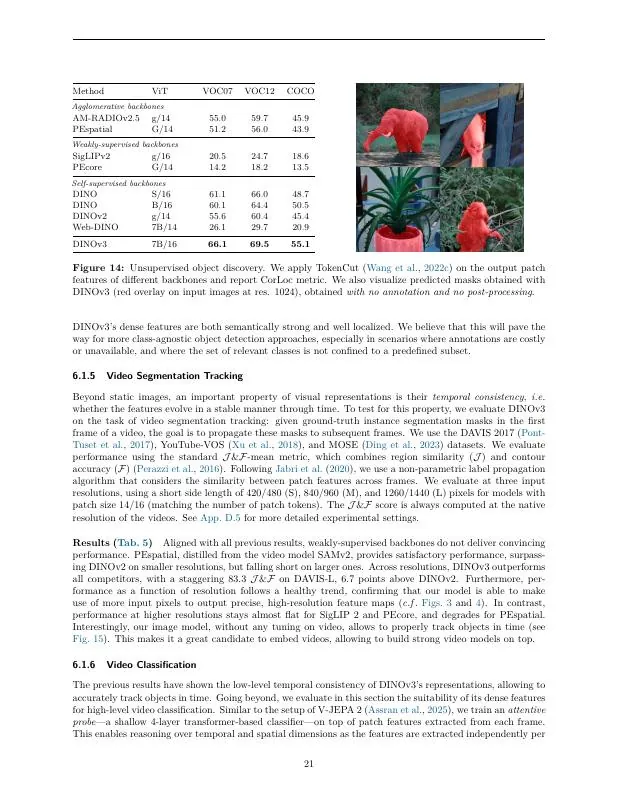 Method ViT VOC07 VOC12 COCO
Agglomerative backbones
AM-RADIOv2.5 g/14 55.0 59.7 45.9
PEspatial G/14 51.2 56.0 43.9
Weakly-supervised backbones
SigLIPv2 g/16 20.5 24.7 18.6
PEcore G/14 14.2 18.2 13.5
Self-supervised backbones
DINO S/16 61.1 66.0 48.7
DINO B/16 60.1 64.4 50.5
DINOv2 g/14 55.6 60.4 45.4
Web-DINO 7B/14 26.1 29.7 20.9
DINOv3 7B/16 66.1 69.5 55.1
Figure 14: Unsupervised object discovery. We apply TokenCut (Wang et al., 2022c) on the output patch
features of different backbones and report CorLoc metric. We also visualize predicted masks obtained with
DINOv3 (red overlay on input images at res. 1024), obtained with no annotation and no post-processing.
DINOv3's dense features are both semantically strong and well localized. We believe that this will pave the
way for more class-agnostic object detection approaches, especially in scenarios where annotations are costly
or unavailable, and where the set of relevant classes is not confined to a predefined subset.
6.1.5 Video Segmentation Tracking
Beyond static images, an important property of visual representations is their temporal consistency, i.e.
whether the features evolve in a stable manner through time. To test for this property, we evaluate DINOv3
on the task of video segmentation tracking: given ground-truth instance segmentation masks in the first
frame of a video, the goal is to propagate these masks to subsequent frames. We use the DAVIS 2017 (Pont-
Tuset et al., 2017), YouTube-VOS (Xu et al., 2018), and MOSE (Ding et al., 2023) datasets. We evaluate
performance using the standard J&F-mean metric, which combines region similarity (J) and contour
accuracy (F) (Perazzi et al., 2016). Following Jabri et al. (2020), we use a non-parametric label propagation
algorithm that considers the similarity between patch features across frames. We evaluate at three input
resolutions, using a short side length of 420/480 (S), 840/960 (M), and 1260/1440 (L) pixels for models with
patch size 14/16 (matching the number of patch tokens). The J&F score is always computed at the native
resolution of the videos. See App. D.5 for more detailed experimental settings.
Results (Tab. 5) Aligned with all previous results, weakly-supervised backbones do not deliver convincing
performance. PEspatial, distilled from the video model SAMv2, provides satisfactory performance, surpass-
ing DINOv2 on smaller resolutions, but falling short on larger ones. Across resolutions, DINOv3 outperforms
all competitors, with a staggering 83.3 J&F on DAVIS-L, 6.7 points above DINOv2. Furthermore, per-
formance as a function of resolution follows a healthy trend, confirming that our model is able to make
use of more input pixels to output precise, high-resolution feature maps (c.f. Figs. 3 and 4). In contrast,
performance at higher resolutions stays almost flat for SigLIP 2 and PEcore, and degrades for PEspatial.
Interestingly, our image model, without any tuning on video, allows to properly track objects in time (see
Fig. 15). This makes it a great candidate to embed videos, allowing to build strong video models on top.
6.1.6 Video Classification
The previous results have shown the low-level temporal consistency of DINOv3's representations, allowing to
accurately track objects in time. Going beyond, we evaluate in this section the suitability of its dense features
for high-level video classification. Similar to the setup of V-JEPA 2 (Assran et al., 2025), we train an attentive
probe—a shallow 4-layer transformer-based classifier—on top of patch features extracted from each frame.
This enables reasoning over temporal and spatial dimensions as the features are extracted independently per
21